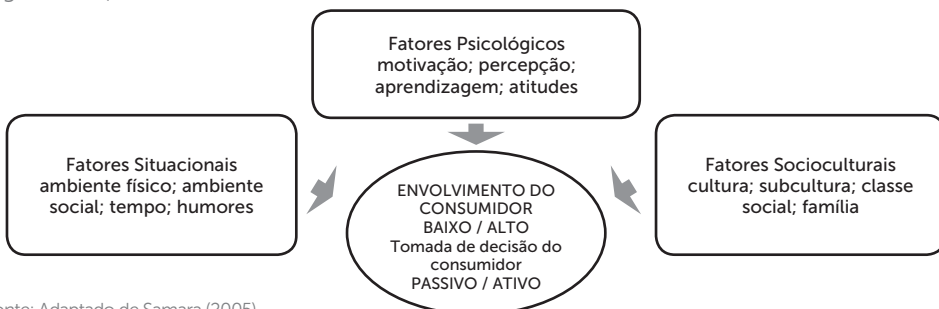 Fatores Psicológicos
motivação; percepção;
aprendizagem; atitudes
Fatores Situacionais
ambiente físico; ambiente
social; tempo; humores
ENVOLVIMENTO DO
CONSUMIDOR
BAIXO / ALTO
Tomada de decisão do
consumidor
PASSIVO / ATIVO
Fatores Socioculturais
cultura; subcultura; classe
social; família
Adaptado de Samara (2005)